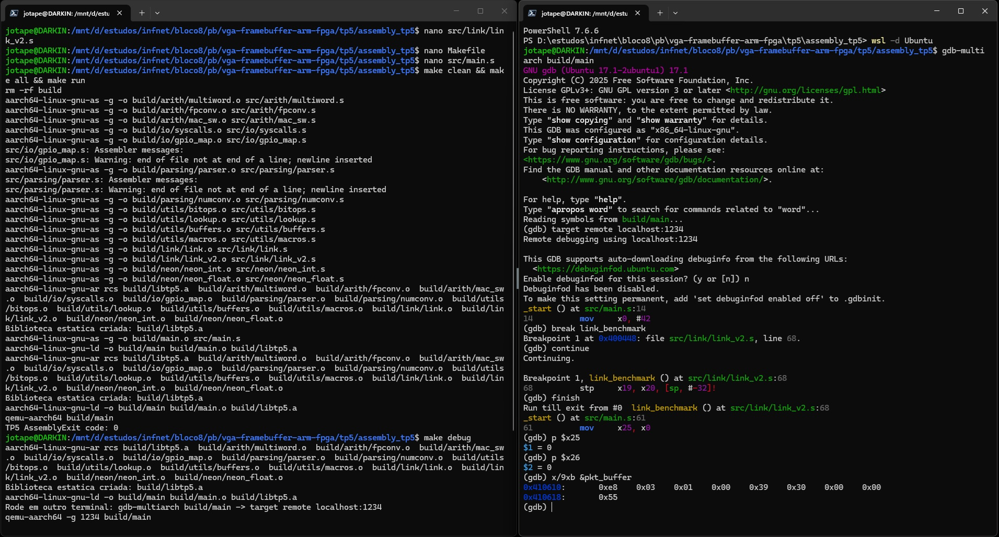 jotape@DARKIN: /mnt/d/estu
jotape@DARKIN:/mnt/d/estudos/infnet/bloco8/pb/vga-framebuffer-arm-fpga/tp5/assembly_tp5$ nano src/link/lin
k_v2.s
jotape@DARKIN:/mnt/d/estudos/infnet/bloco8/pb/vga-framebuffer-arm-fpga/tp5/assembly_tp5$ nano Makefile
jotape@DARKIN:/mnt/d/estudos/infnet/bloco8/pb/vga-framebuffer-arm-fpga/tp5/assembly_tp5$ nano src/main.s
jotape@DARKIN:/mnt/d/estudos/infnet/bloco8/pb/vga-framebuffer-arm-fpga/tp5/assembly_tp5$ make clean && mak
e all && make run
rm -rf build
aarch64-linux-gnu-as -g -o build/arith/multiword.o src/arith/multiword.s
aarch64-linux-gnu-as -g -o build/arith/fpconv.o src/arith/fpconv.s
aarch64-linux-gnu-as -g -o build/arith/mac_sw.o src/arith/mac_sw.s
aarch64-linux-gnu-as -g -o build/io/syscalls.o src/io/syscalls.s
aarch64-linux-gnu-as -g -o build/io/gpio_map.o src/io/gpio_map.s
src/io/gpio_map.s: Assembler messages:
src/io/gpio_map.s: Warning: end of file not at end of a line; newline inserted
aarch64-linux-gnu-as -g -o build/parsing/parser.o src/parsing/parser.s
src/parsing/parser.s: Assembler messages:
src/parsing/parser.s: Warning: end of file not at end of a line; newline inserted
aarch64-linux-gnu-as -g -o build/parsing/numconv.o src/parsing/numconv.s
aarch64-linux-gnu-as -g -o build/utils/bitops.o src/utils/bitops.s
aarch64-linux-gnu-as -g -o build/utils/lookup.o src/utils/lookup.s
aarch64-linux-gnu-as -g -o build/utils/buffers.o src/utils/buffers.s
aarch64-linux-gnu-as -g -o build/utils/macros.o src/utils/macros.s
aarch64-linux-gnu-as -g -o build/link/link.o src/link/link.s
aarch64-linux-gnu-as -g -o build/link/link_v2.o src/link/link_v2.s
aarch64-linux-gnu-as -g -o build/neon/neon_int.o src/neon/neon_int.s
aarch64-linux-gnu-as -g -o build/neon/neon_float.o src/neon/neon_float.s
aarch64-linux-gnu-ar rcs build/libtp5.a  build/arith/multiword.o  build/arith/fpconv.o  build/arith/mac_sw
.o  build/io/syscalls.o  build/io/gpio_map.o  build/parsing/parser.o  build/parsing/numconv.o  build/utils
/bitops.o  build/utils/lookup.o  build/utils/buffers.o  build/utils/macros.o  build/link/link.o  build/lin
k/link_v2.o  build/neon/neon_int.o  build/neon/neon_float.o
Biblioteca estatica criada: build/libtp5.a
aarch64-linux-gnu-as -g -o build/main.o src/main.s
aarch64-linux-gnu-ld -o build/main build/main.o build/libtp5.a
aarch64-linux-gnu-ar rcs build/libtp5.a  build/arith/multiword.o  build/arith/fpconv.o  build/arith/mac_sw
.o  build/io/syscalls.o  build/io/gpio_map.o  build/parsing/parser.o  build/parsing/numconv.o  build/utils
/bitops.o  build/utils/lookup.o  build/utils/buffers.o  build/utils/macros.o  build/link/link.o  build/lin
k/link_v2.o  build/neon/neon_int.o  build/neon/neon_float.o
Biblioteca estatica criada: build/libtp5.a
aarch64-linux-gnu-ld -o build/main build/main.o build/libtp5.a
qemu-aarch64 build/main
TP5 AssemblyExit code: 0
jotape@DARKIN:/mnt/d/estudos/infnet/bloco8/pb/vga-framebuffer-arm-fpga/tp5/assembly_tp5$ make debug
aarch64-linux-gnu-ar rcs build/libtp5.a  build/arith/multiword.o  build/arith/fpconv.o  build/arith/mac_sw
.o  build/io/syscalls.o  build/io/gpio_map.o  build/parsing/parser.o  build/parsing/numconv.o  build/utils
/bitops.o  build/utils/lookup.o  build/utils/buffers.o  build/utils/macros.o  build/link/link.o  build/lin
k/link_v2.o  build/neon/neon_int.o  build/neon/neon_float.o
Biblioteca estatica criada: build/libtp5.a
aarch64-linux-gnu-ld -o build/main build/main.o build/libtp5.a
Rode em outro terminal: gdb-multiarch build/main -> target remote localhost:1234
qemu-aarch64 -g 1234 build/main
jotape@DARKIN: /mnt/d/estu
PowerShell 7.6.6
PS D:\estudos\infnet\bloco8\pb\vga-framebuffer-arm-fpga\tp5\assembly_tp5> wsl -d Ubuntu
jotape@DARKIN:/mnt/d/estudos/infnet/bloco8/pb/vga-framebuffer-arm-fpga/tp5/assembly_tp5$ gdb-multi
arch build/main
GNU gdb (Ubuntu 17.1-2ubuntu1) 17.1
Copyright (C) 2025 Free Software Foundation, Inc.
License GPLv3+: GNU GPL version 3 or later <http://gnu.org/licenses/gpl.html>
This is free software: you are free to change and redistribute it.
There is NO WARRANTY, to the extent permitted by law.
Type "show copying" and "show warranty" for details.
This GDB was configured as "x86_64-linux-gnu".
Type "show configuration" for configuration details.
For bug reporting instructions, please see:
<https://www.gnu.org/software/gdb/bugs/>.
Find the GDB manual and other documentation resources online at:
    <http://www.gnu.org/software/gdb/documentation/>.
For help, type "help".
Type "apropos word" to search for commands related to "word"...
Reading symbols from build/main...
(gdb) target remote localhost:1234
Remote debugging using localhost:1234
This GDB supports auto-downloading debuginfo from the following URLs:
  <https://debuginfod.ubuntu.com>
Enable debuginfod for this session? (y or [n]) n
Debuginfod has been disabled.
To make this setting permanent, add 'set debuginfod enabled off' to .gdbinit.
_start () at src/main.s:14
14          mov     x0, #42
(gdb) break link_benchmark
Breakpoint 1 at 0x400448: file src/link/link_v2.s, line 68.
(gdb) continue
Continuing.
Breakpoint 1, link_benchmark () at src/link/link_v2.s:68
68          stp     x19, x20, [sp, #-32]!
(gdb) finish
Run till exit from #0  link_benchmark () at src/link/link_v2.s:68
_start () at src/main.s:61
61          mov     x25, x0
(gdb) p $x25
$1 = 0
(gdb) p $x26
$2 = 0
(gdb) x/9xb &pkt_buffer
0x410610:       0xe8    0x03    0x01    0x00    0x39    0x30    0x00    0x00
0x410618:       0x55
(gdb)